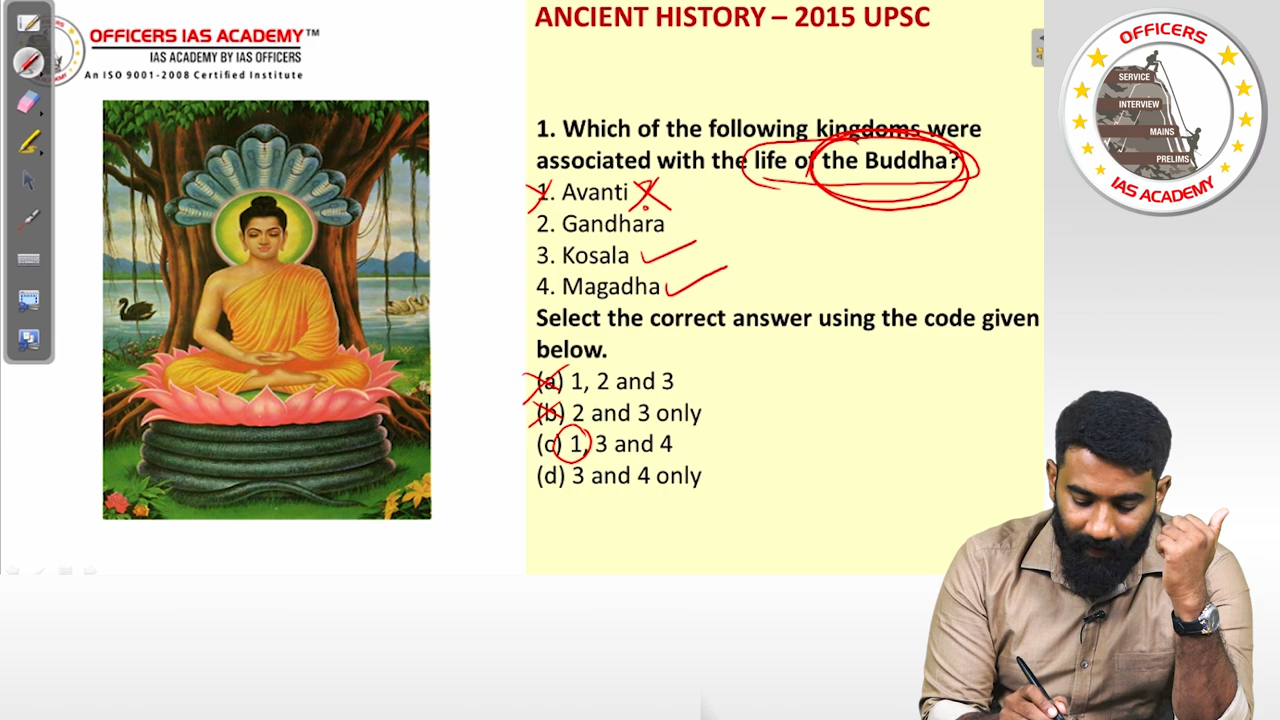 OFFICERS IAS ACADEMY™
IAS ACADEMY BY IAS OFFICERS
An ISO 9001-2008 Certified Institute
ANCIENT HISTORY – 2015 UPSC
1. Which of the following kingdoms were
associated with the life of the Buddha?
1. Avanti
2. Gandhara
3. Kosala
4. Magadha
Select the correct answer using the code given
below.
(a) 1, 2 and 3
(b) 2 and 3 only
(c) 1, 3 and 4
(d) 3 and 4 only
OFFICERS
SERVICE
INTERVIEW
MAINS
PRELIMS
IAS ACADEMY